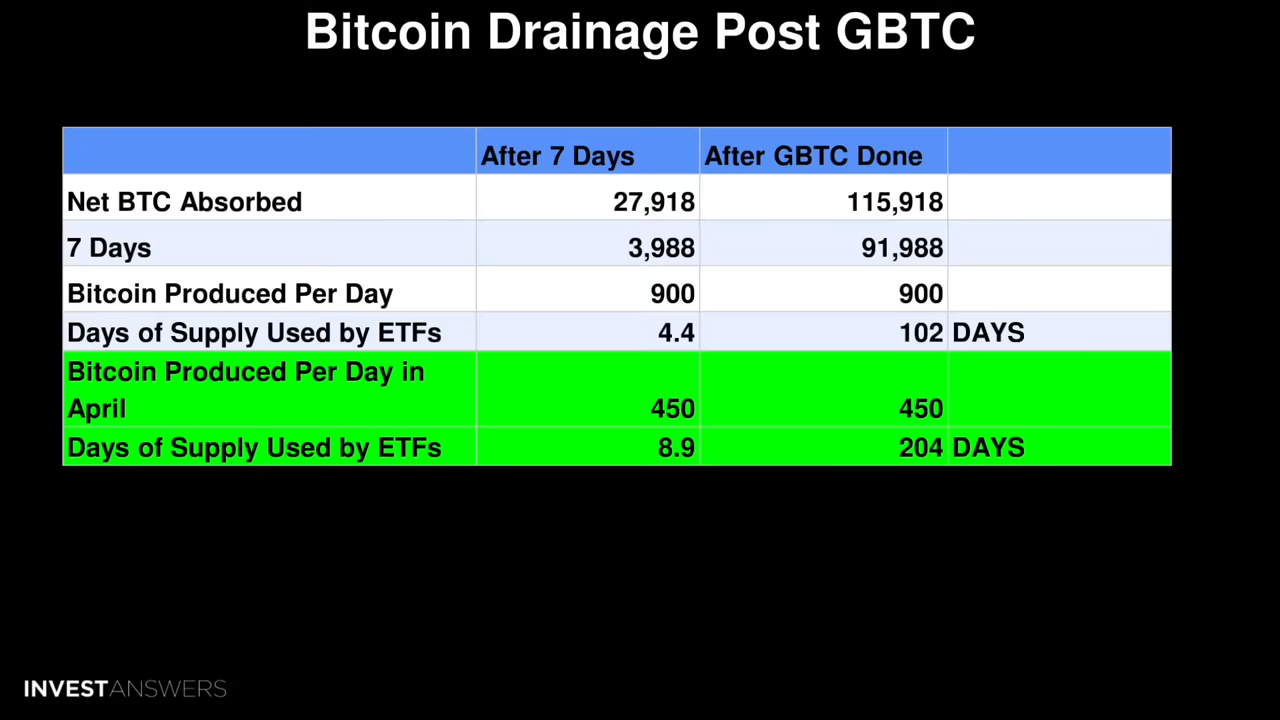 Bitcoin Drainage Post GBTC
After 7 Days After GBTC Done
Net BTC Absorbed 27,918 115,918
7 Days 3,988 91,988
Bitcoin Produced Per Day 900 900
Days of Supply Used by ETFs 4.4 102 DAYS
Bitcoin Produced Per Day in
April 450 450
Days of Supply Used by ETFs 8.9 204 DAYS
INVESTANSWERS